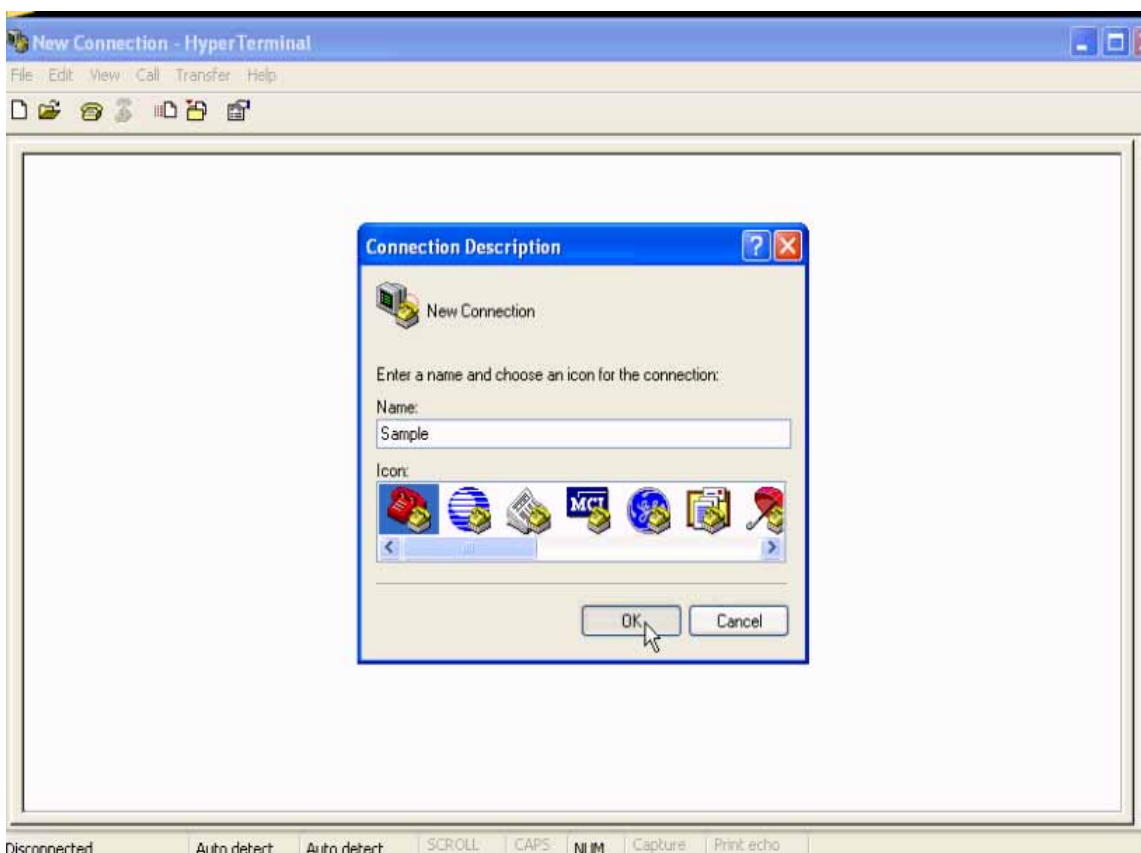 New Connection - HyperTerminal
File Edit View Call Transfer Help
Connection Description
New Connection
Enter a name and choose an icon for the connection:
Name:
Sample
Icon:
MCI
OK
Cancel
Disconnected Auto detect Auto detect SCROLL CAPS NUM Capture Print echo